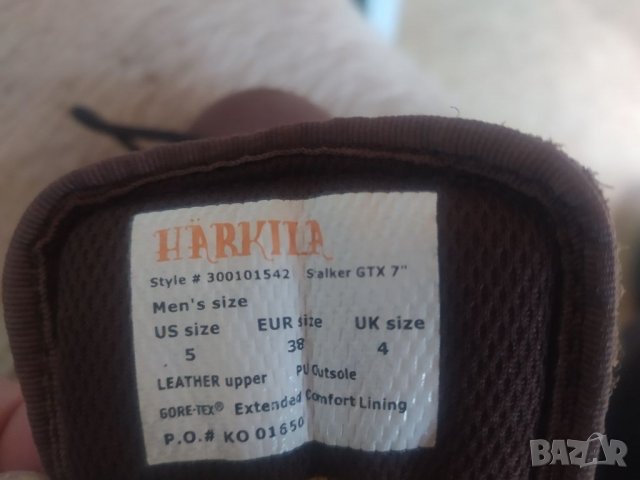 HÄRKILA
Style # 300101542 Stalker GTX 7"
Men's size
US size EUR size UK size
5 38 4
LEATHER upper PU Outsole
GORE-TEX® Extended Comfort Lining
P.O.# KO 01650
BAZAR